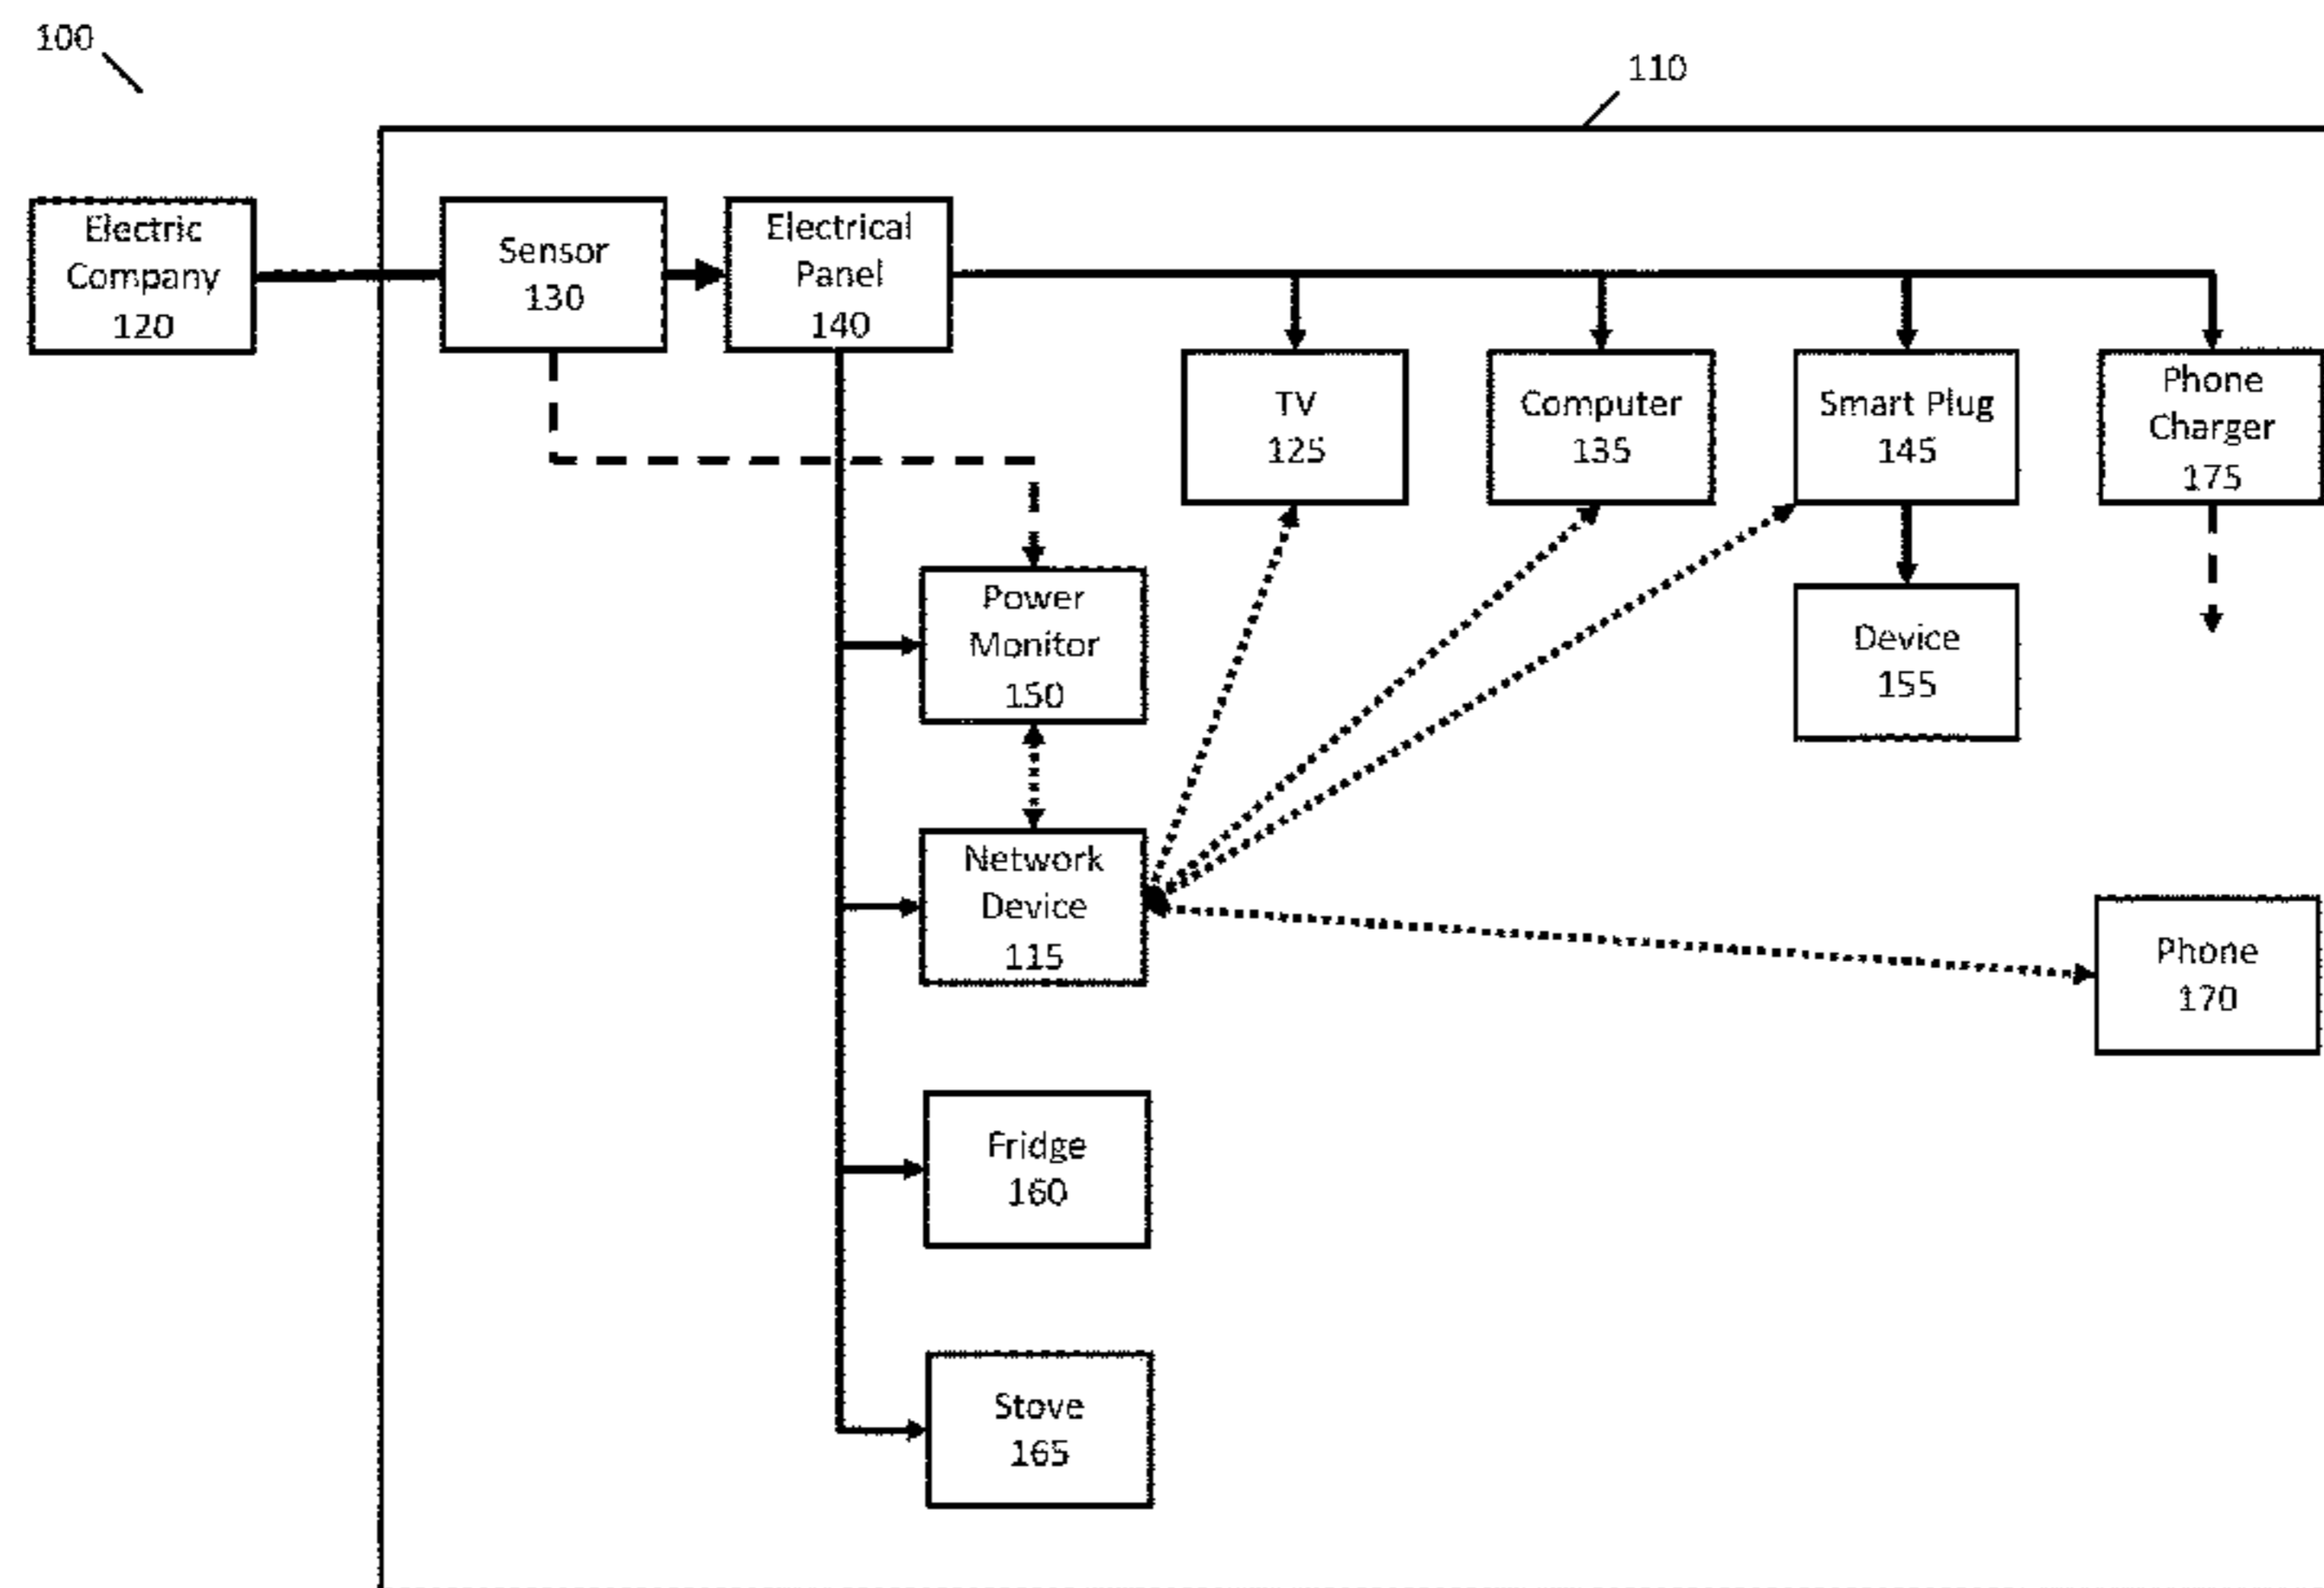 100
110
Electric
Company
120
Sensor
130
Electrical
Panel
140
TV
125
Computer
135
Smart Plug
145
Phone
Charger
175
Power
Monitor
150
Device
155
Network
Device
115
Phone
170
Fridge
160
Stove
165